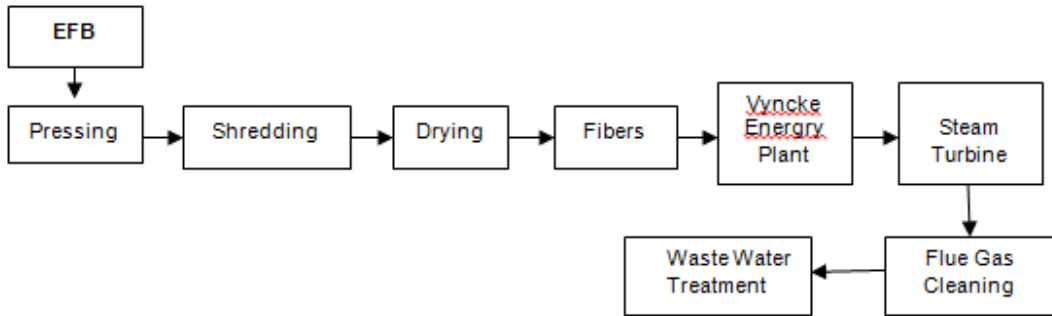 EFB
Pressing
Shredding
Drying
Fibers
Vyncke
Energry
Plant
Steam
Turbine
Waste Water
Treatment
Flue Gas
Cleaning